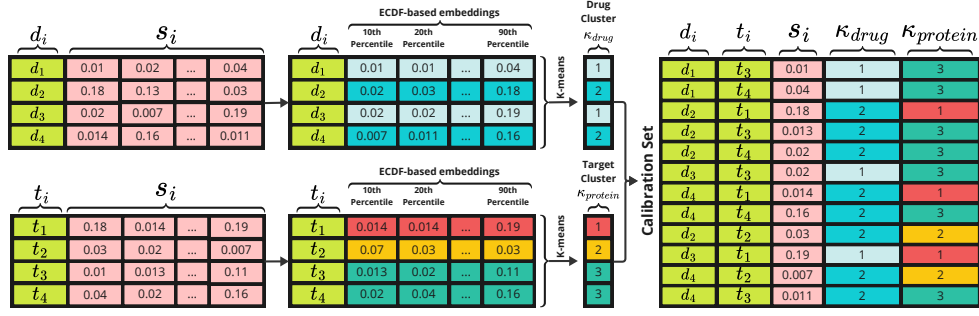 d_i s_i
d_1 0.01 0.02 ... 0.04
d_2 0.18 0.13 ... 0.03
d_3 0.02 0.007 ... 0.19
d_4 0.014 0.16 ... 0.011
ECDF-based embeddings
d_i 10th Percentile 20th Percentile 90th Percentile
d_1 0.01 0.01 ... 0.04
d_2 0.02 0.03 ... 0.18
d_3 0.02 0.02 ... 0.19
d_4 0.007 0.011 ... 0.16
K-means
Drug
Cluster
κ_drug
1
2
1
2
t_i s_i
t_1 0.18 0.014 ... 0.19
t_2 0.03 0.02 ... 0.007
t_3 0.01 0.013 ... 0.11
t_4 0.04 0.02 ... 0.16
ECDF-based embeddings
t_i 10th Percentile 20th Percentile 90th Percentile
t_1 0.014 0.014 ... 0.19
t_2 0.07 0.03 ... 0.03
t_3 0.013 0.02 ... 0.11
t_4 0.02 0.04 ... 0.16
K-means
Target
Cluster
κ_protein
1
2
3
3
Calibration Set
d_i t_i s_i κ_drug κ_protein
d_1 t_3 0.01 1 3
d_1 t_4 0.04 1 3
d_2 t_1 0.18 2 1
d_2 t_3 0.013 2 3
d_2 t_4 0.02 2 3
d_3 t_3 0.02 1 3
d_4 t_1 0.014 2 1
d_4 t_4 0.16 2 3
d_2 t_2 0.03 2 2
d_3 t_1 0.19 1 1
d_4 t_2 0.007 2 2
d_4 t_3 0.011 2 3